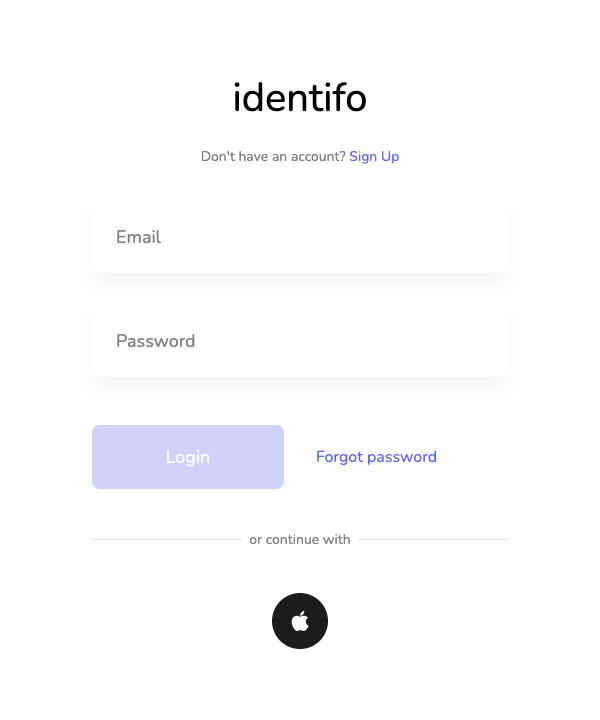 identifo
Don't have an account? Sign Up
Email
Password
Login Forgot password
or continue with